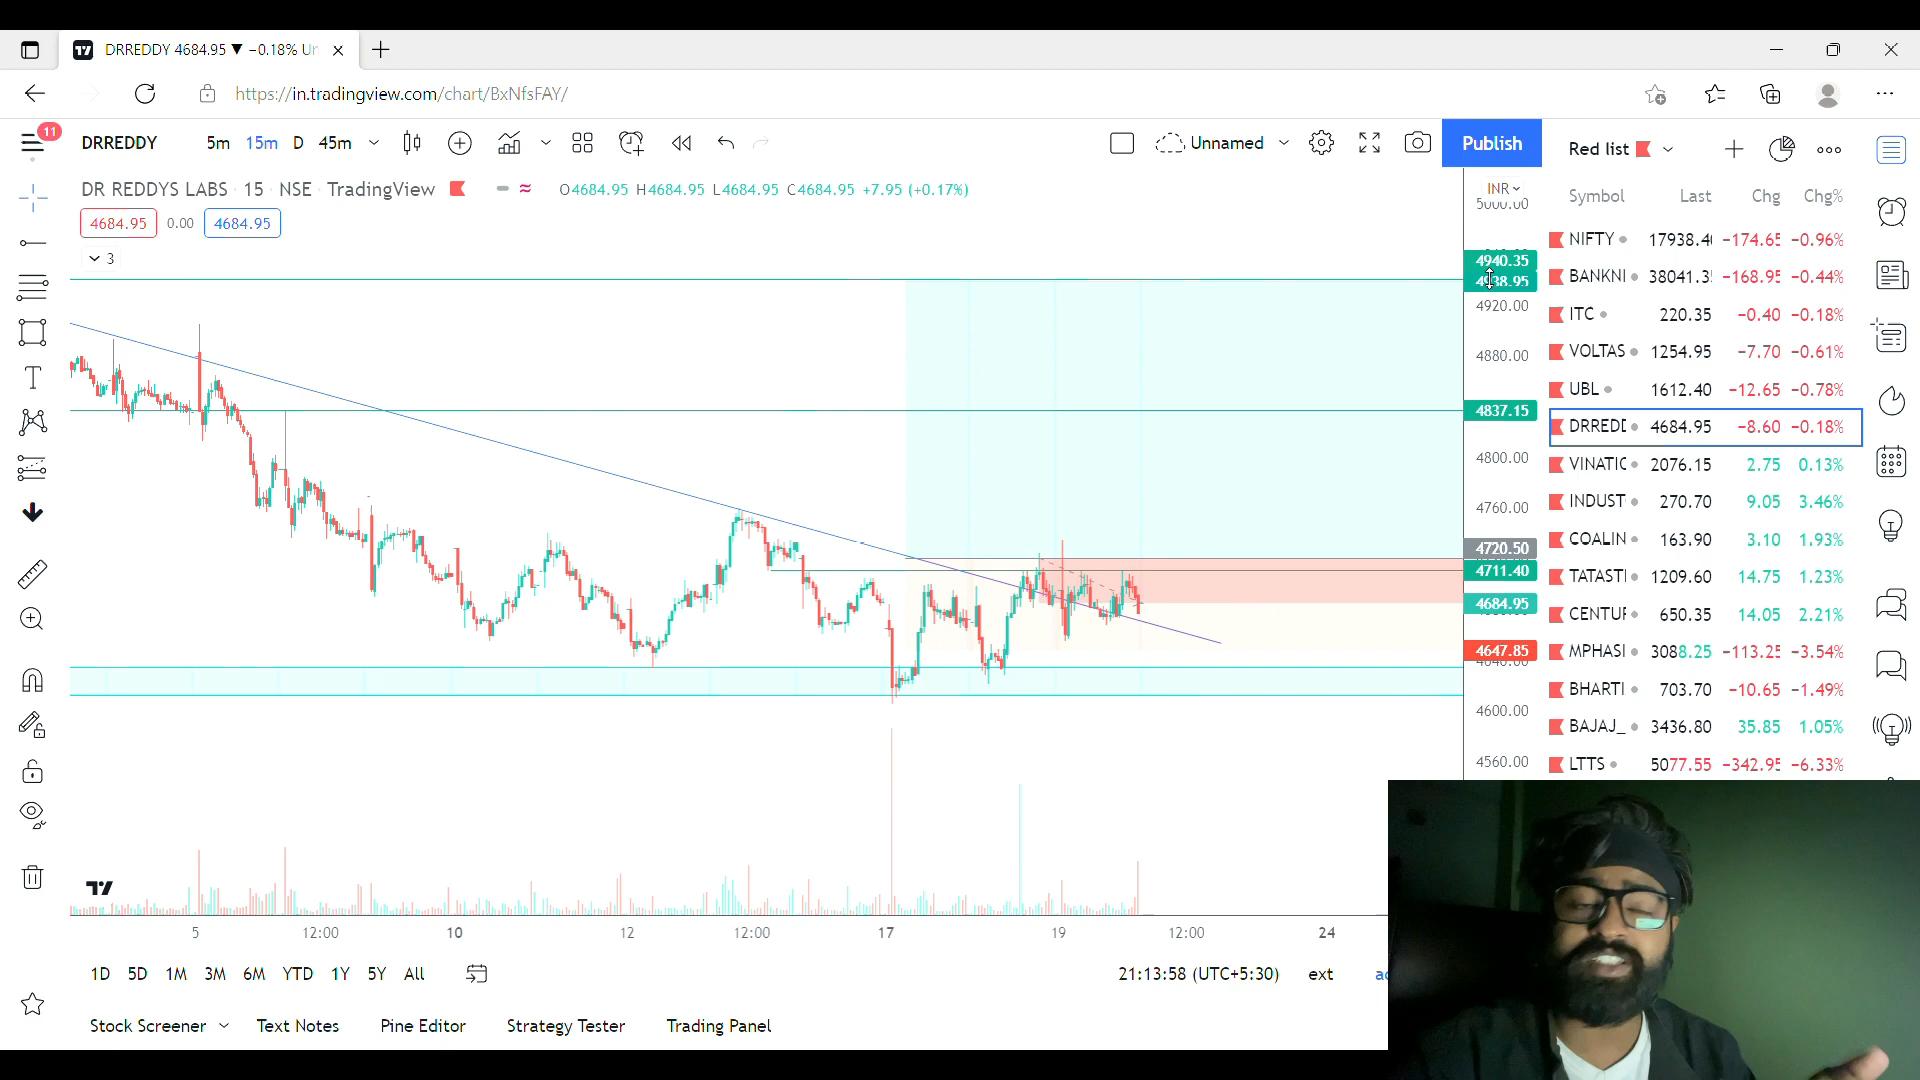 DRREDDY 4684.95 ▼ −0.18% Un
https://in.tradingview.com/chart/BxNfsFAY/
11
DRREDDY 5m 15m D 45m Unnamed Publish
Red list
DR REDDYS LABS · 15 · NSE · TradingView O4684.95 H4684.95 L4684.95 C4684.95 +7.95 (+0.17%)
4684.95 0.00 4684.95
3
INR
5000.00
4940.35
4938.95
4920.00
4880.00
4837.15
4800.00
4760.00
4720.50
4711.40
4684.95
4647.85
4640.00
4600.00
4560.00
Symbol Last Chg Chg%
NIFTY 17938.4 −174.65 −0.96%
BANKNI 38041.3 −168.95 −0.44%
ITC 220.35 −0.40 −0.18%
VOLTAS 1254.95 −7.70 −0.61%
UBL 1612.40 −12.65 −0.78%
DRREDD 4684.95 −8.60 −0.18%
VINATIC 2076.15 2.75 0.13%
INDUST 270.70 9.05 3.46%
COALIN 163.90 3.10 1.93%
TATASTI 1209.60 14.75 1.23%
CENTUR 650.35 14.05 2.21%
MPHASI 3088.25 −113.25 −3.54%
BHARTI 703.70 −10.65 −1.49%
BAJAJ_ 3436.80 35.85 1.05%
LTTS 5077.55 −342.95 −6.33%
5 12:00 10 12 12:00 17 19 12:00 24
1D 5D 1M 3M 6M YTD 1Y 5Y All 21:13:58 (UTC+5:30) ext
Stock Screener Text Notes Pine Editor Strategy Tester Trading Panel